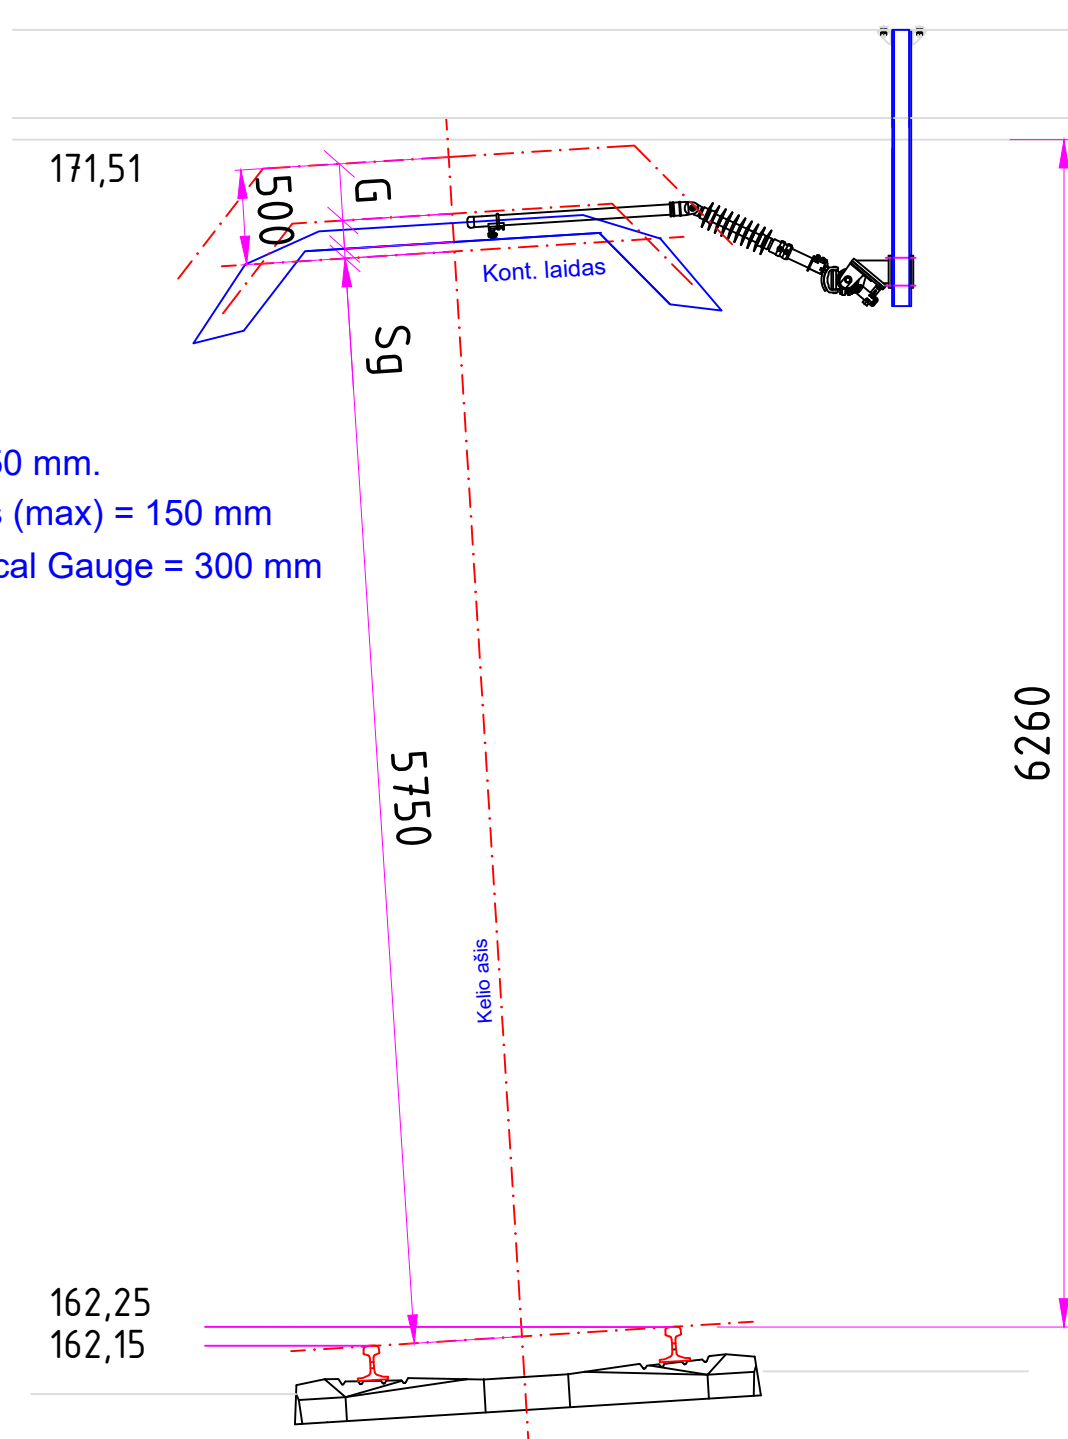 171,51
500
G
Kont. laidas
Sg
50 mm.
s (max) = 150 mm
cal Gauge = 300 mm
6260
5750
Kelio ašis
162,25
162,15